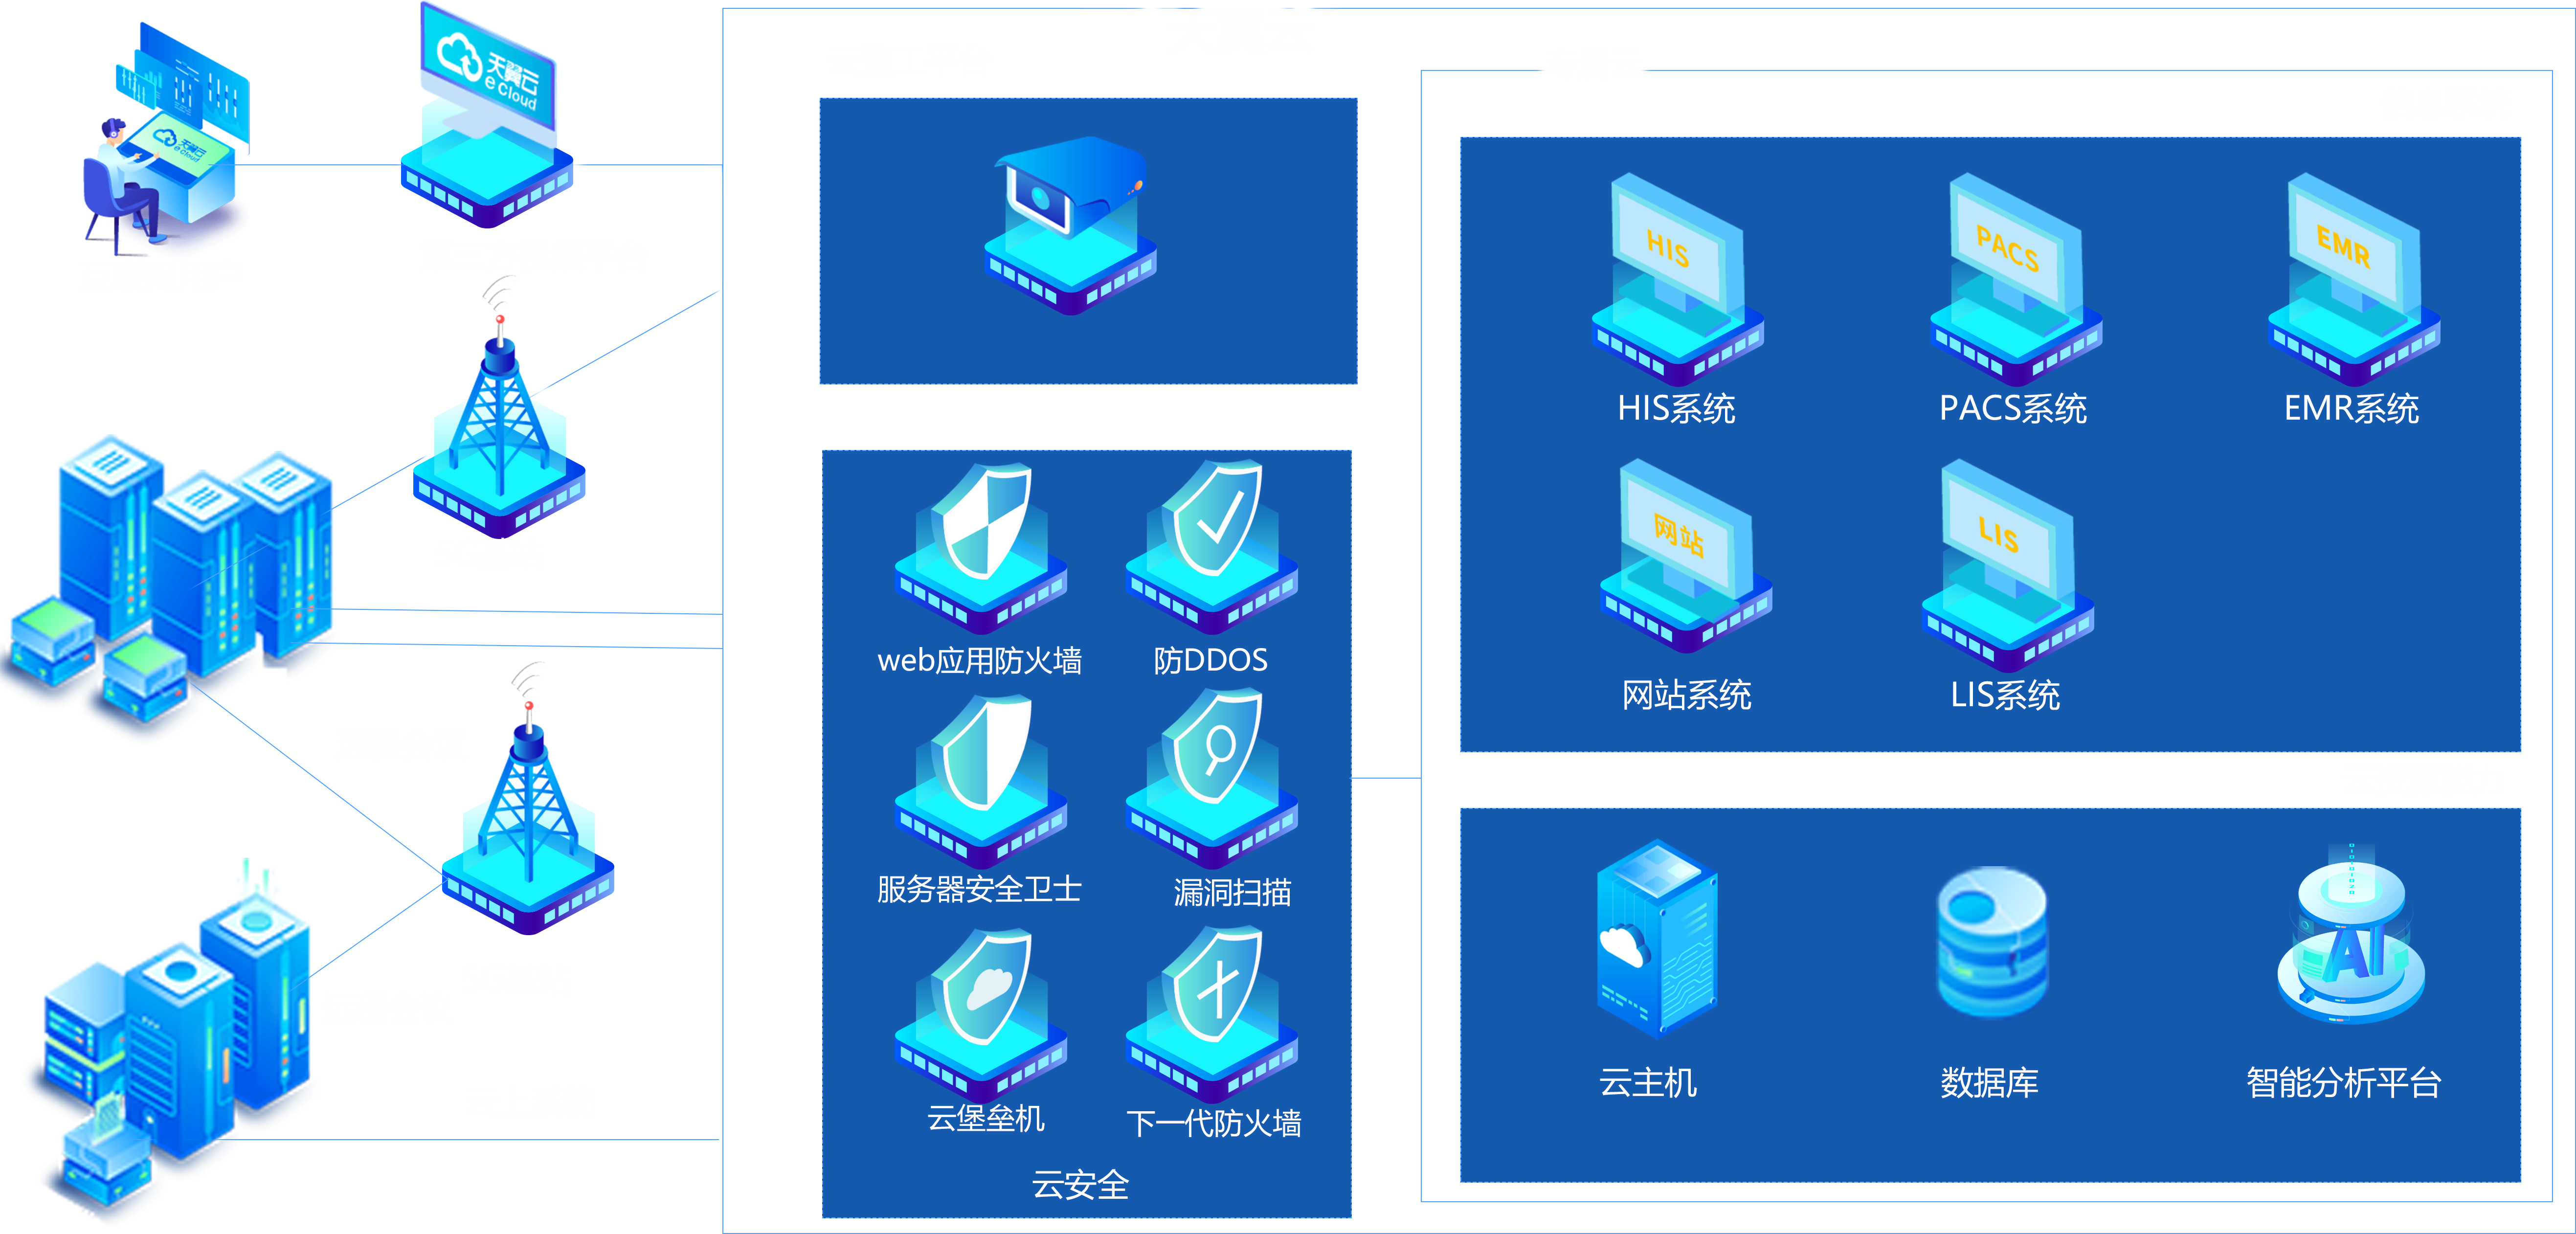 天翼云
e Cloud
天翼云
e Cloud
HIS
PACS
EMR
HIS系统
PACS系统
EMR系统
网站
LIS
网站系统
LIS系统
web应用防火墙
防DDOS
服务器安全卫士
漏洞扫描
云堡垒机
下一代防火墙
云安全
AI
云主机
数据库
智能分析平台